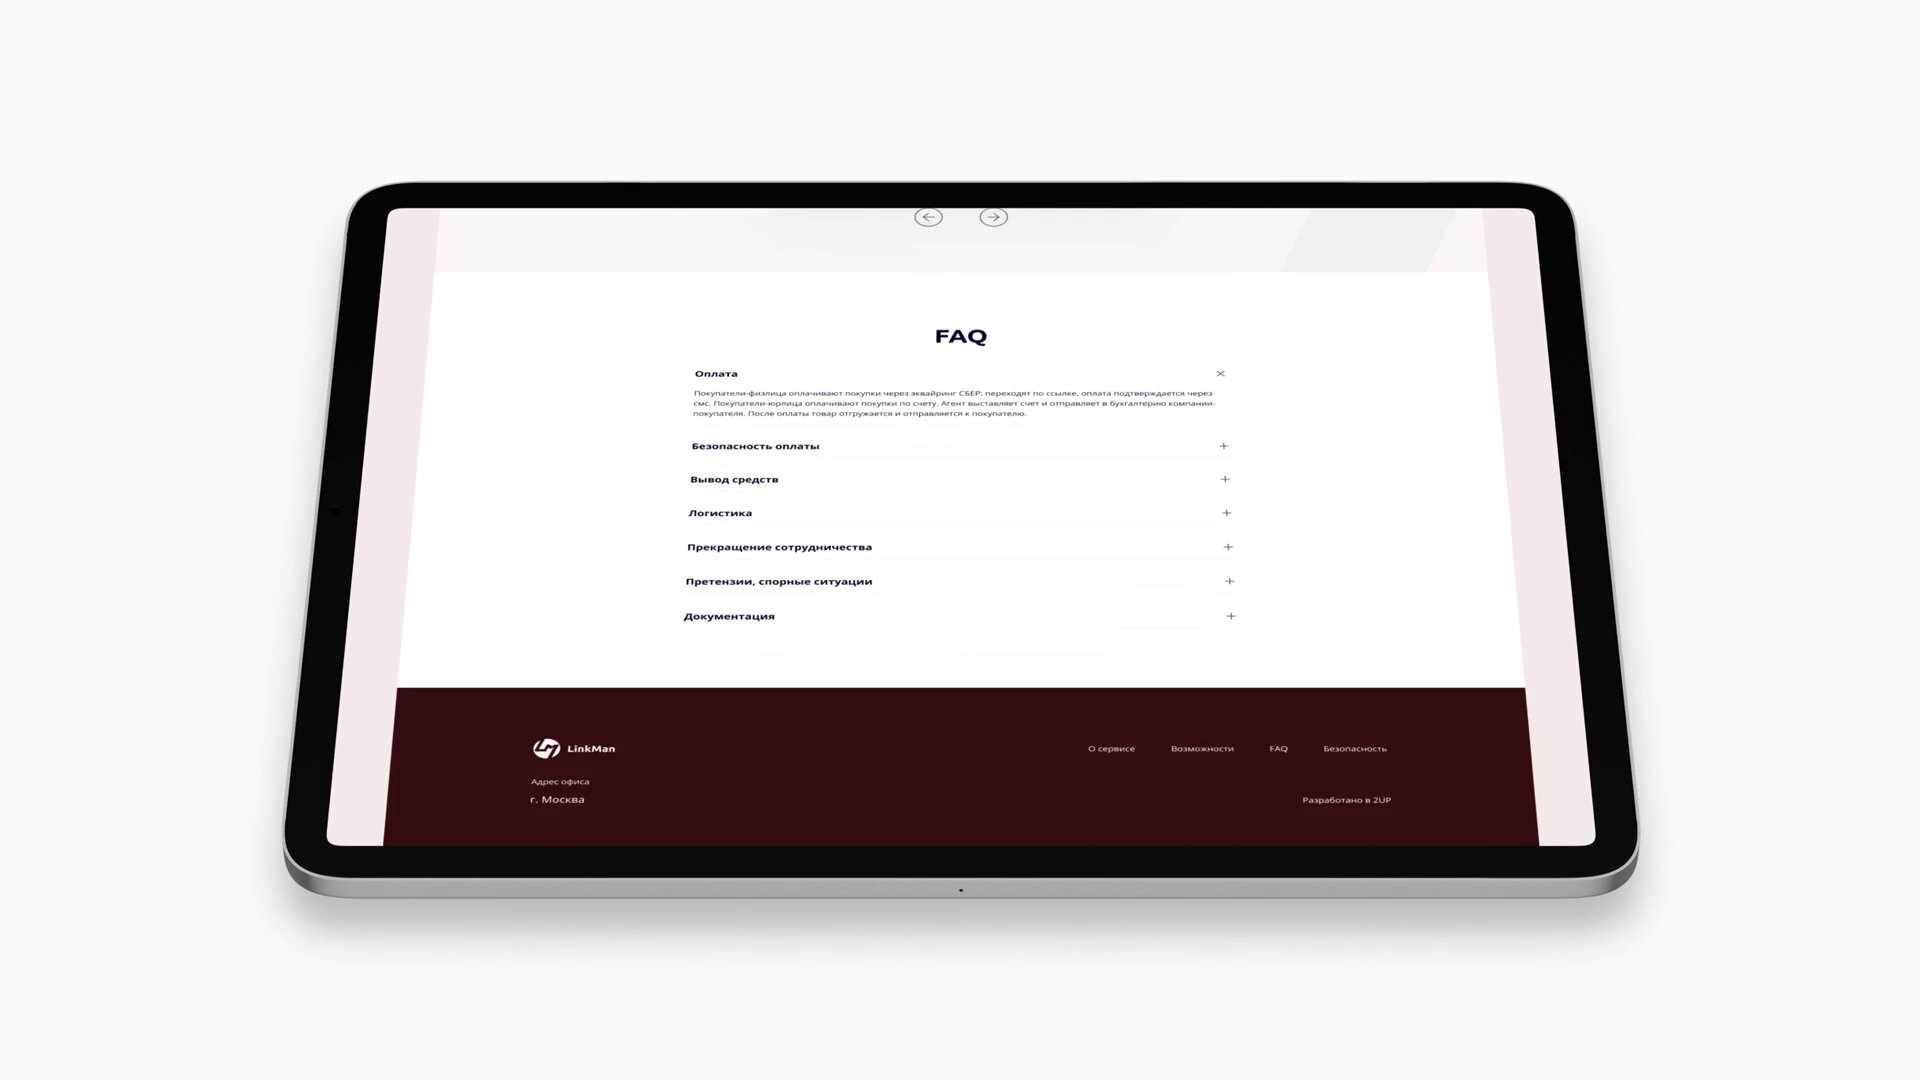 FAQ
Оплата
Покупатели-физлица оплачивают покупки через эквайринг СБЕР: переходят по ссылке, оплата подтверждается через
смс. Покупатели-юрлица оплачивают покупки по счету. Агент выставляет счет и отправляет в бухгалтерию компании-
покупателя. После оплаты товар отгружается и отправляется к покупателю.
Безопасность оплаты
Вывод средств
Логистика
Прекращение сотрудничества
Претензии, спорные ситуации
Документация
LinkMan
О сервисе
Возможности
FAQ
Безопасность
Адрес офиса
г. Москва
Разработано в 2UP